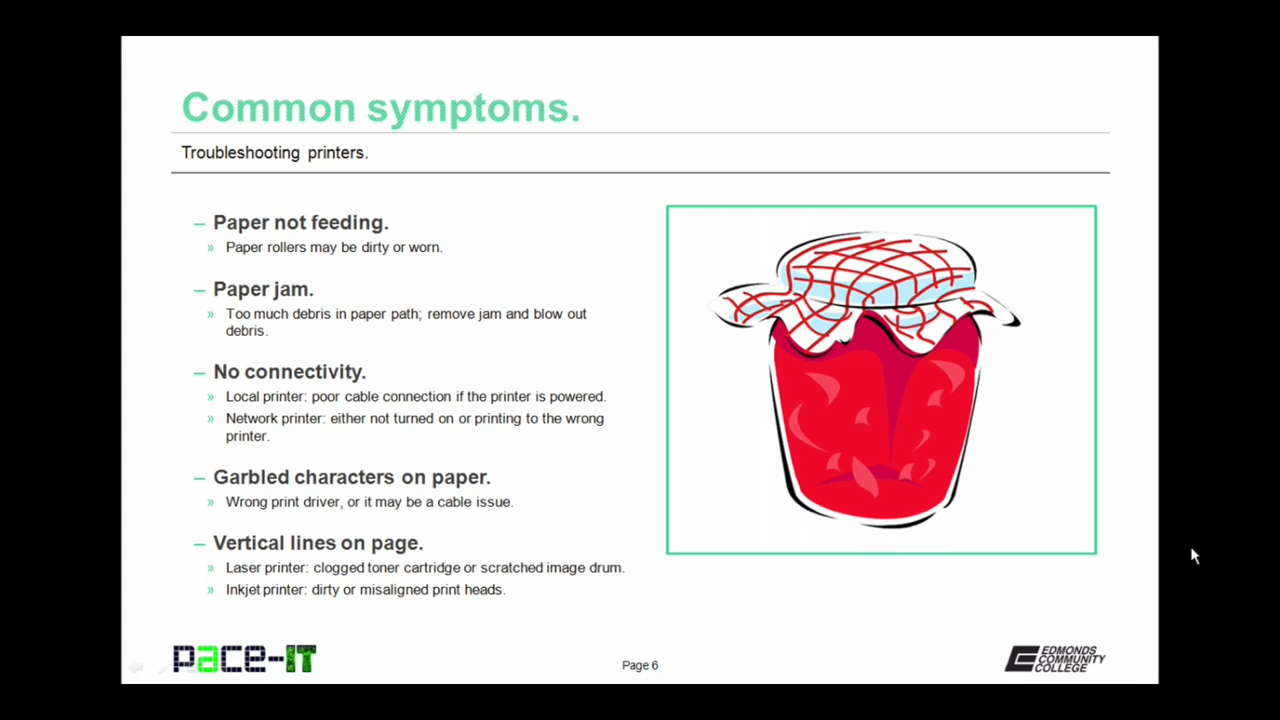 Common symptoms.
Troubleshooting printers.
– Paper not feeding.
» Paper rollers may be dirty or worn.
– Paper jam.
» Too much debris in paper path; remove jam and blow out
debris.
– No connectivity.
» Local printer: poor cable connection if the printer is powered.
» Network printer: either not turned on or printing to the wrong
printer.
– Garbled characters on paper.
» Wrong print driver, or it may be a cable issue.
– Vertical lines on page.
» Laser printer: clogged toner cartridge or scratched image drum.
» Inkjet printer: dirty or misaligned print heads.
pace-IT
Page 6
EDMONDS
COMMUNITY
COLLEGE